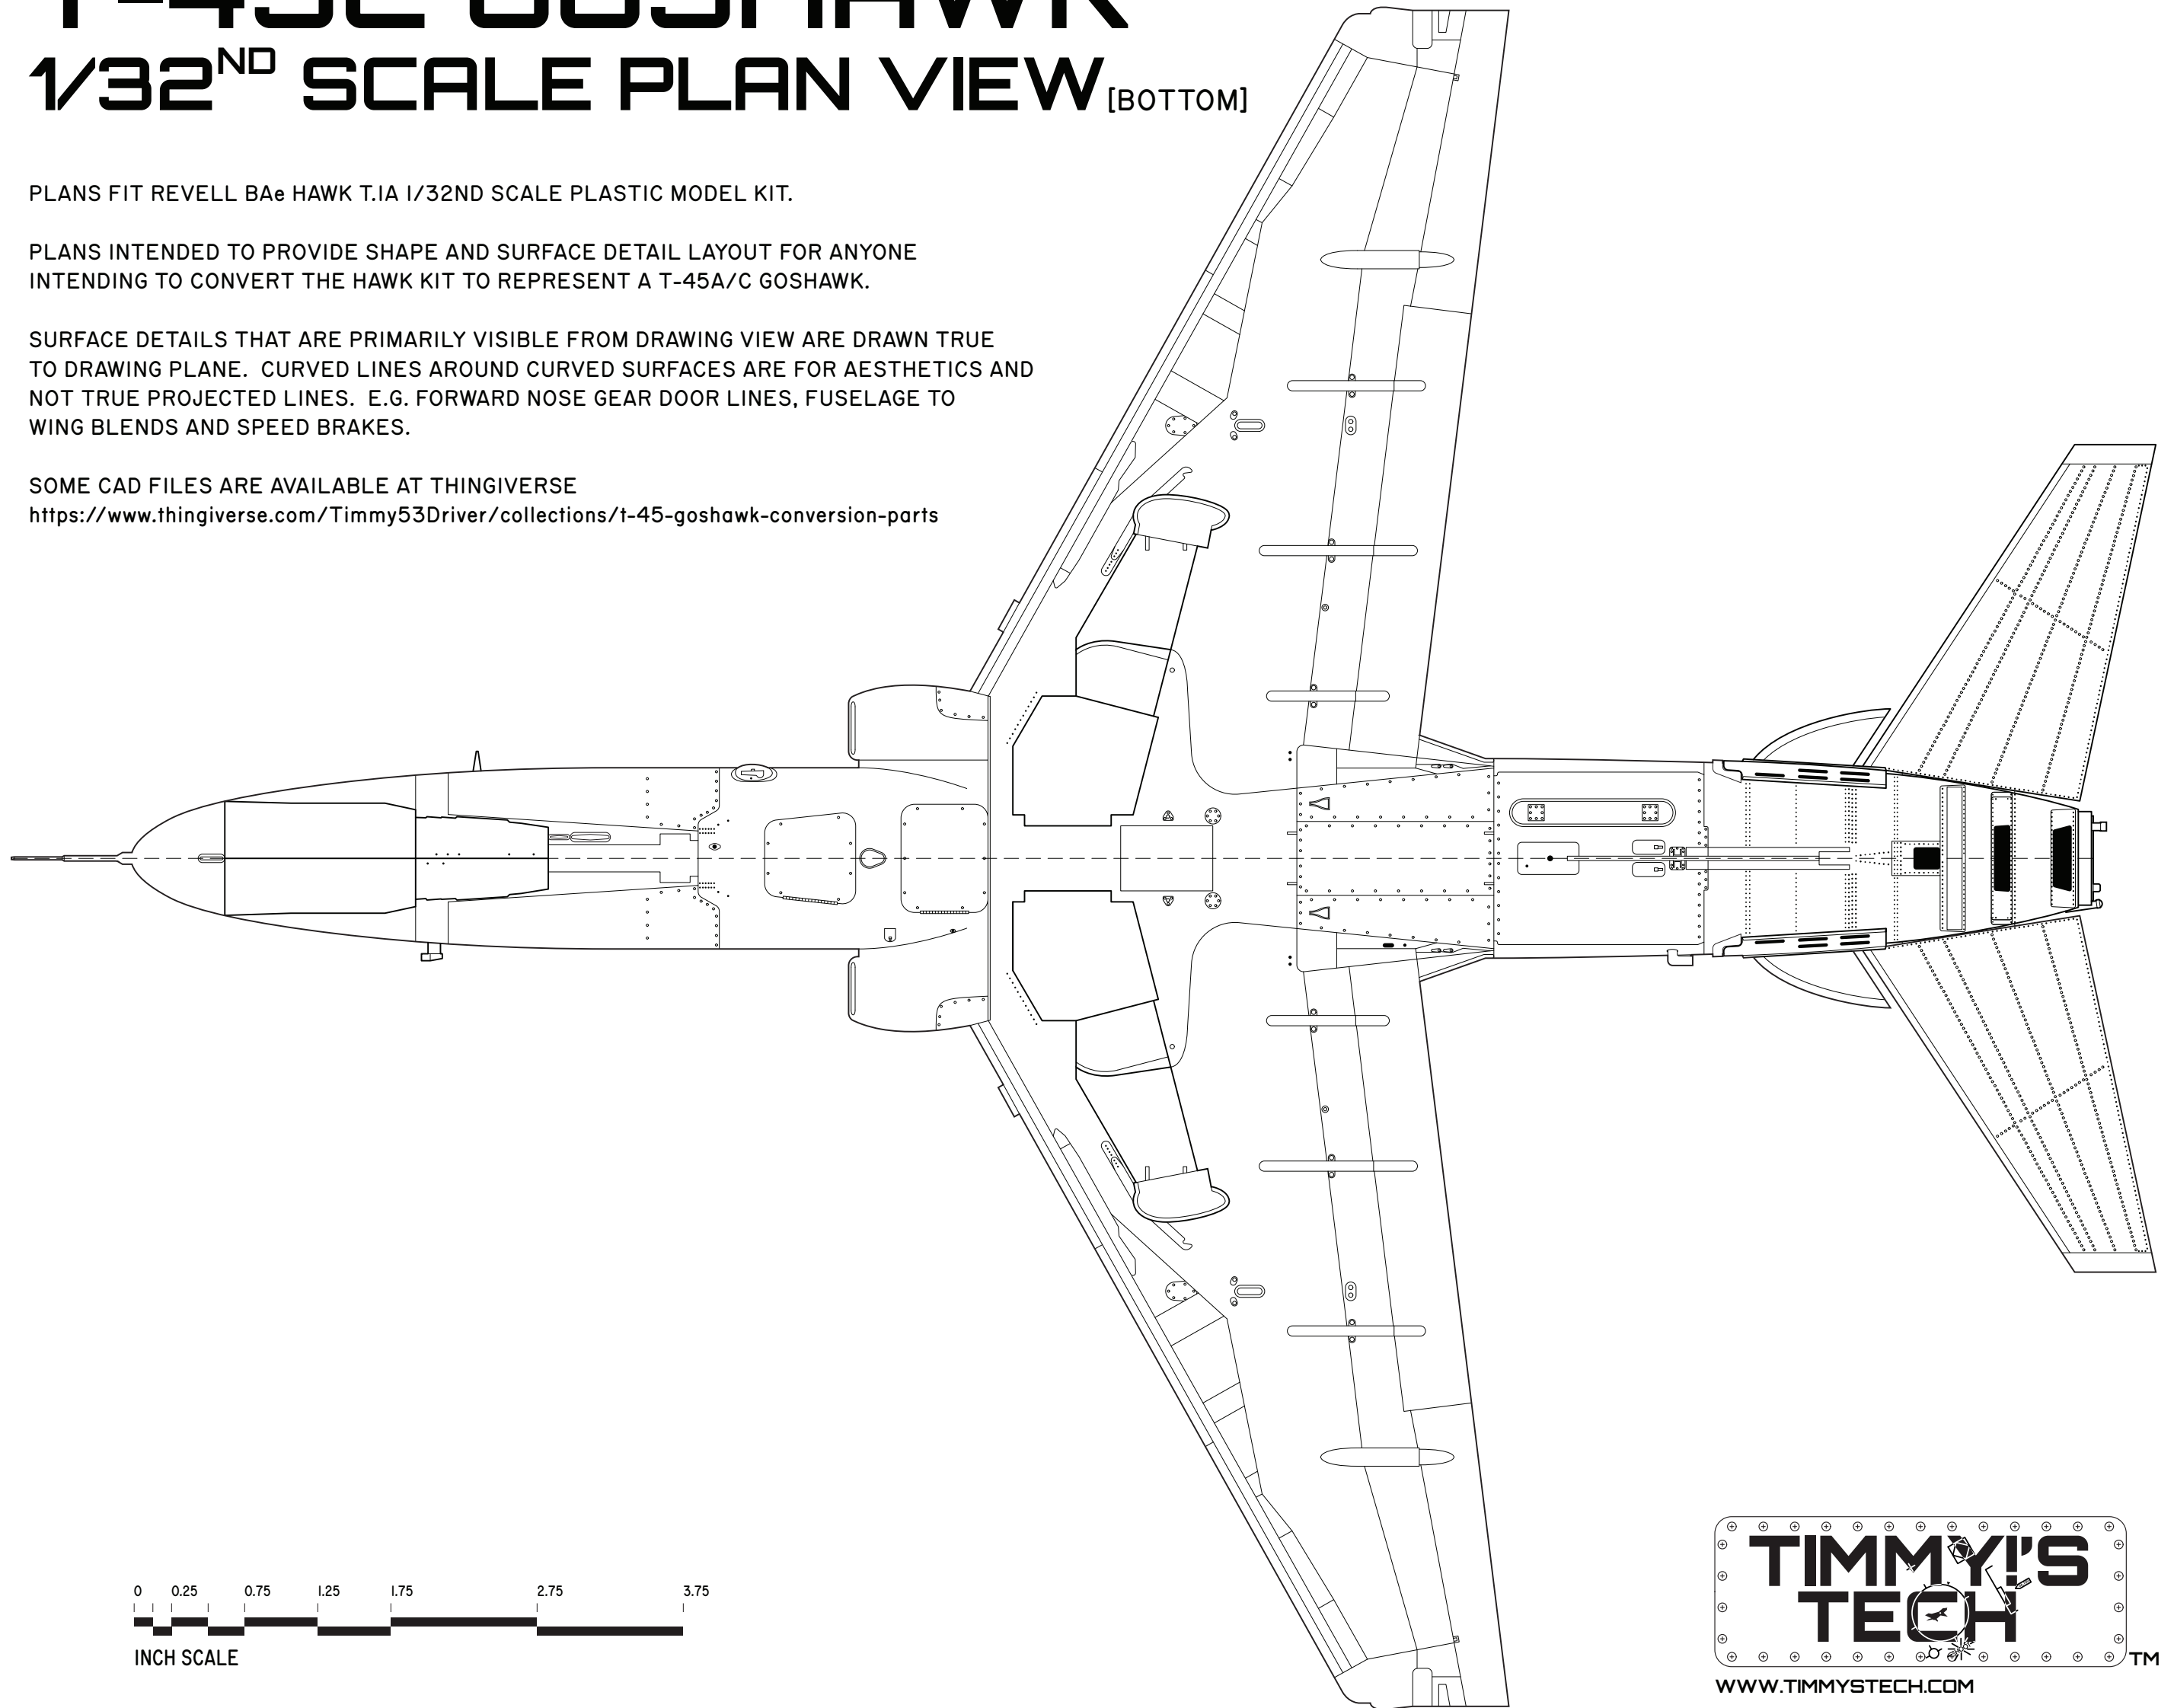 T-45C GOSHAWK
1/32ND SCALE PLAN VIEW [BOTTOM]
PLANS FIT REVELL BAe HAWK T.1A 1/32ND SCALE PLASTIC MODEL KIT.
PLANS INTENDED TO PROVIDE SHAPE AND SURFACE DETAIL LAYOUT FOR ANYONE
INTENDING TO CONVERT THE HAWK KIT TO REPRESENT A T-45A/C GOSHAWK.
SURFACE DETAILS THAT ARE PRIMARILY VISIBLE FROM DRAWING VIEW ARE DRAWN TRUE
TO DRAWING PLANE. CURVED LINES AROUND CURVED SURFACES ARE FOR AESTHETICS AND
NOT TRUE PROJECTED LINES. E.G. FORWARD NOSE GEAR DOOR LINES, FUSELAGE TO
WING BLENDS AND SPEED BRAKES.
SOME CAD FILES ARE AVAILABLE AT THINGIVERSE
https://www.thingiverse.com/Timmy53Driver/collections/t-45-goshawk-conversion-parts
0 0.25 0.75 1.25 1.75 2.75 3.75
INCH SCALE
TIMMY!'S
TECH
TM
WWW.TIMMYSTECH.COM